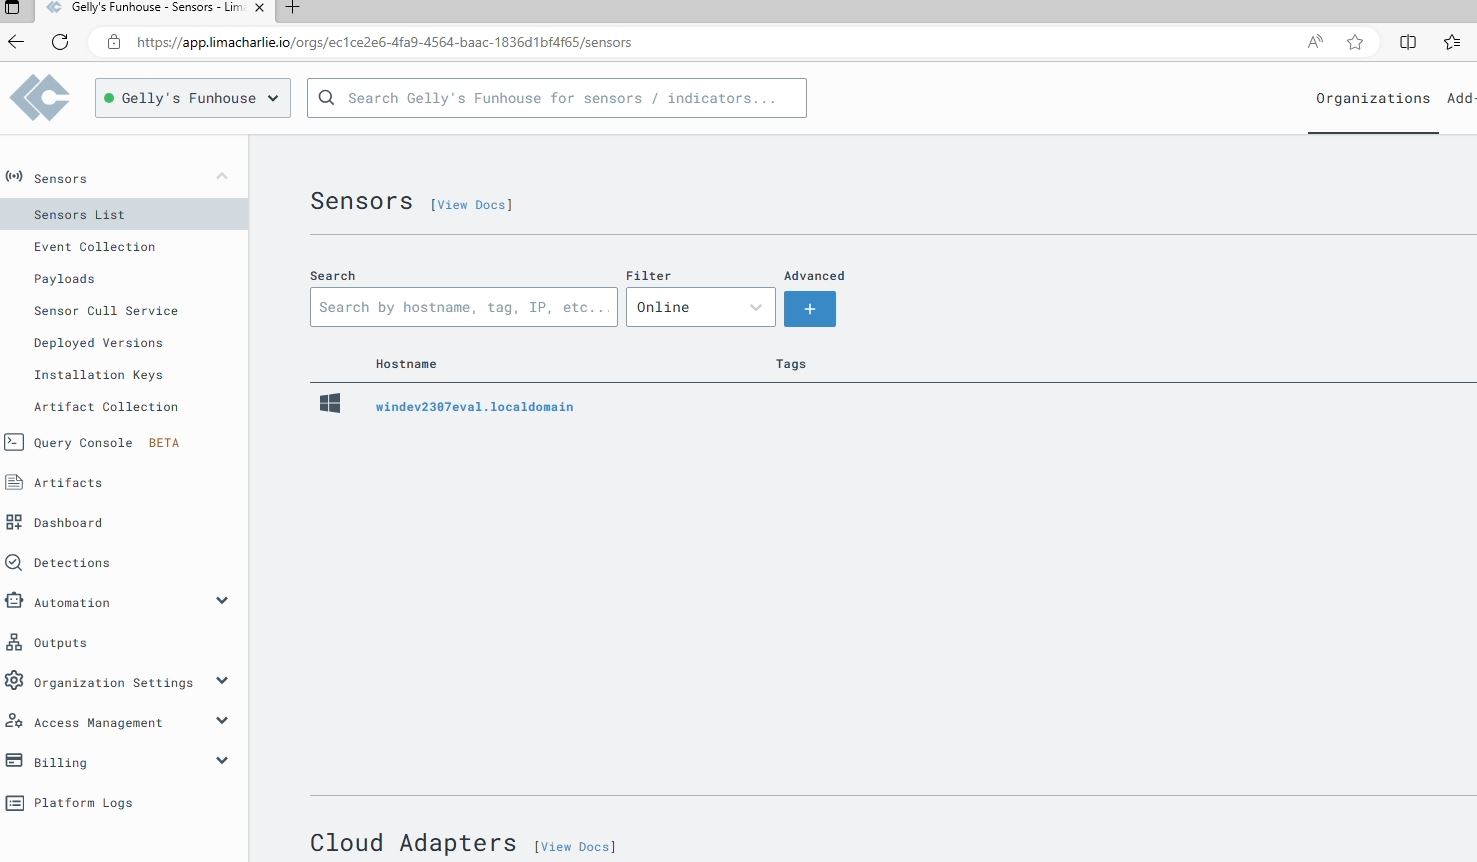 Gelly's Funhouse - Sensors - Lim
https://app.limacharlie.io/orgs/ec1ce2e6-4fa9-4564-baac-1836d1bf4f65/sensors
Gelly's Funhouse
Search Gelly's Funhouse for sensors / indicators...
Organizations
Add-
Sensors
Sensors List
Event Collection
Payloads
Sensor Cull Service
Deployed Versions
Installation Keys
Artifact Collection
Query Console BETA
Artifacts
Dashboard
Detections
Automation
Outputs
Organization Settings
Access Management
Billing
Platform Logs
Sensors [View Docs]
Search Filter Advanced
Search by hostname, tag, IP, etc... Online +
Hostname Tags
windev2307eval.localdomain
Cloud Adapters [View Docs]